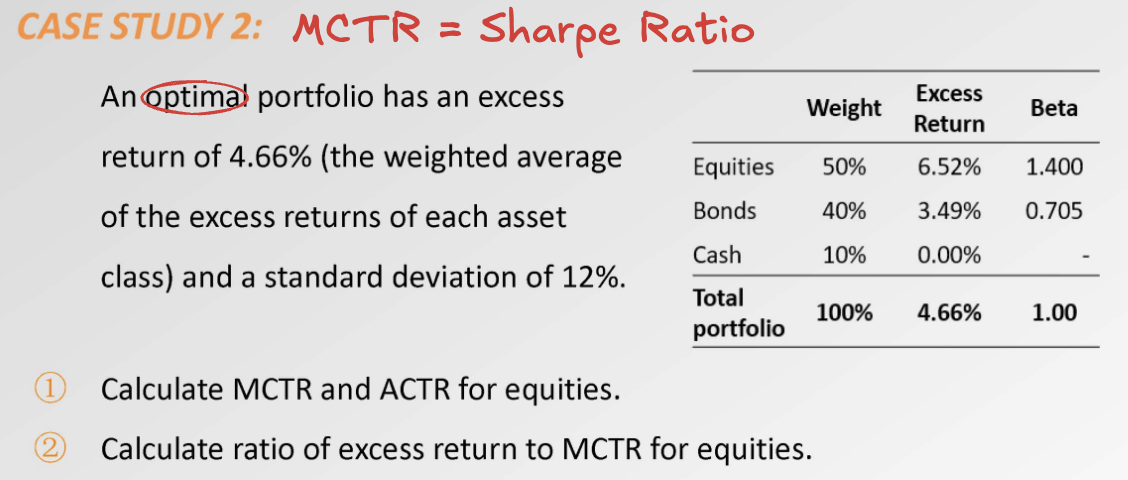 CASE STUDY 2: MCTR = Sharpe Ratio
An optimal portfolio has an excess
return of 4.66% (the weighted average
of the excess returns of each asset
class) and a standard deviation of 12%.
Weight Excess Return Beta
Equities 50% 6.52% 1.400
Bonds 40% 3.49% 0.705
Cash 10% 0.00% -
Total portfolio 100% 4.66% 1.00
① Calculate MCTR and ACTR for equities.
② Calculate ratio of excess return to MCTR for equities.